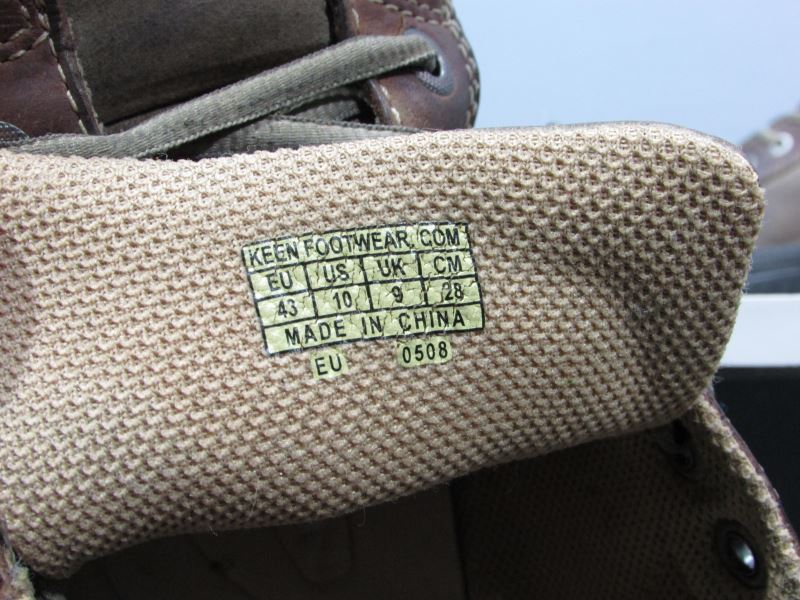 KEEN FOOTWEAR.COM
EU US UK CM
43 10 9 28
MADE IN CHINA
EU 0508